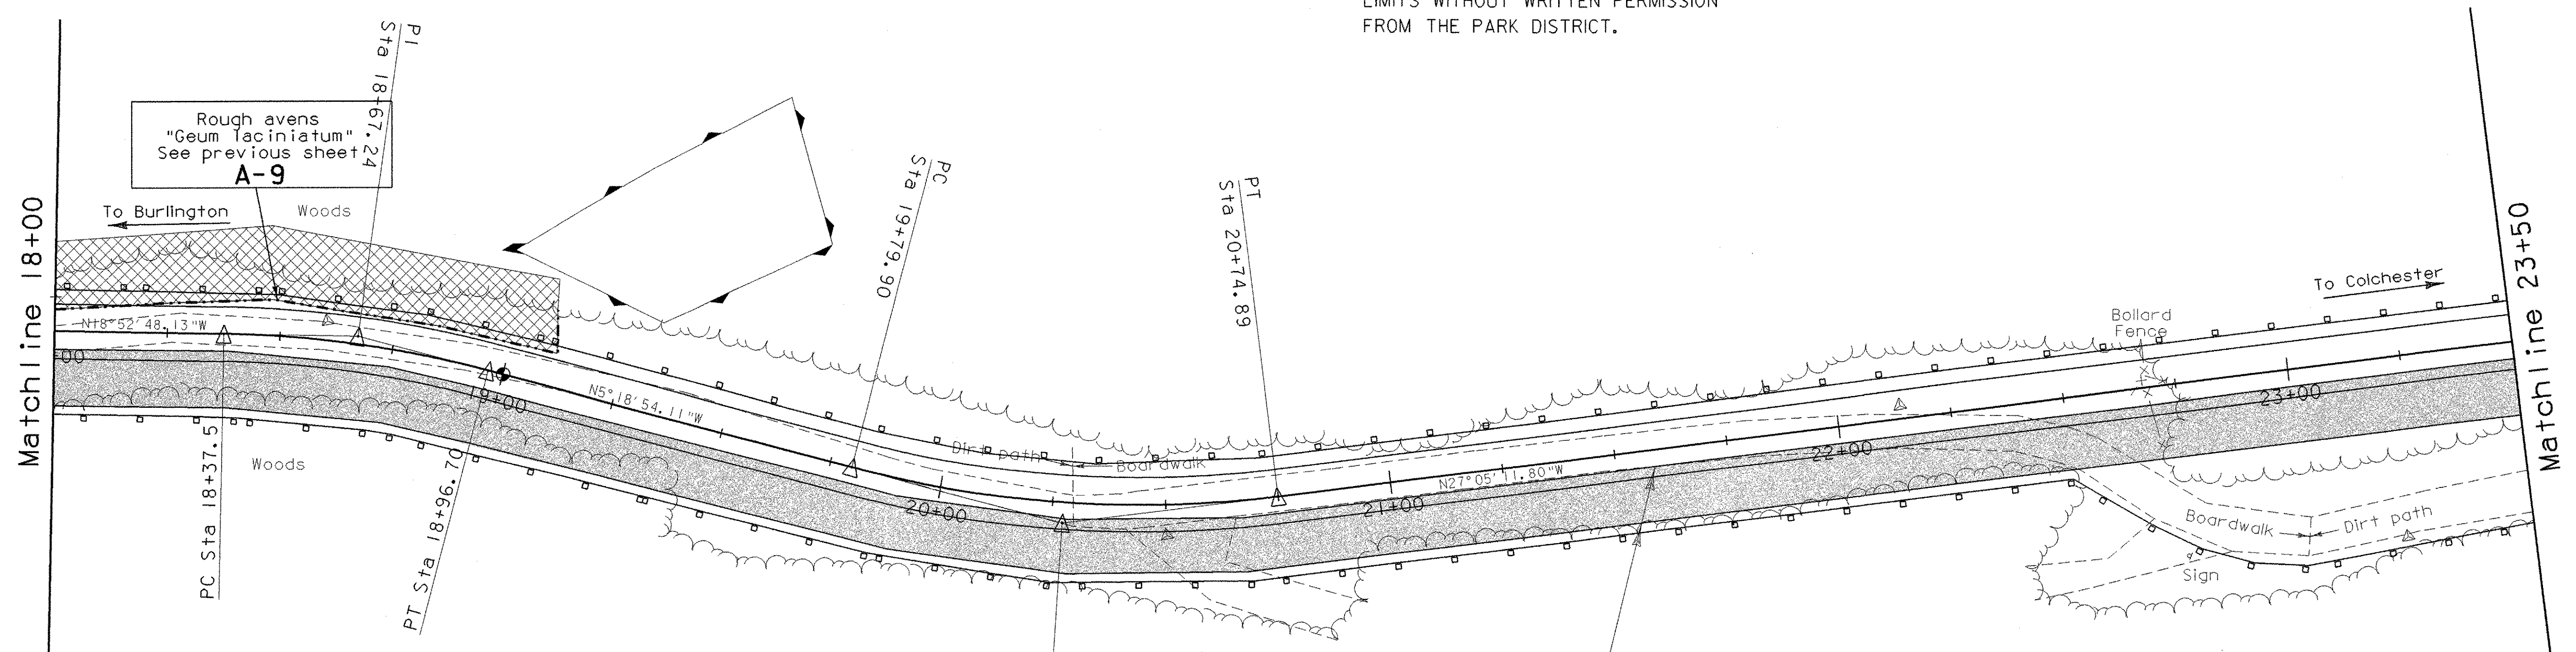 LIMITS WITHOUT WRITTEN PERMISSION
FROM THE PARK DISTRICT.
PI
Sta 18+67.24
Rough avens
"Geum laciniatum"
See previous sheet
A-9
To Burlington
Woods
Matchline 18+00
N18°52'48.13"W
+00
PC Sta 18+37.5
Woods
PT Sta 18+96.70
19+00
N5°18'54.11"W
PC
Sta 19+79.90
20+00
Dirt path
Boardwalk
PT
Sta 20+74.89
21+00
N27°05'11.80"W
22+00
Bollard
Fence
23+00
To Colchester
Boardwalk
Dirt path
Sign
Matchline 23+50